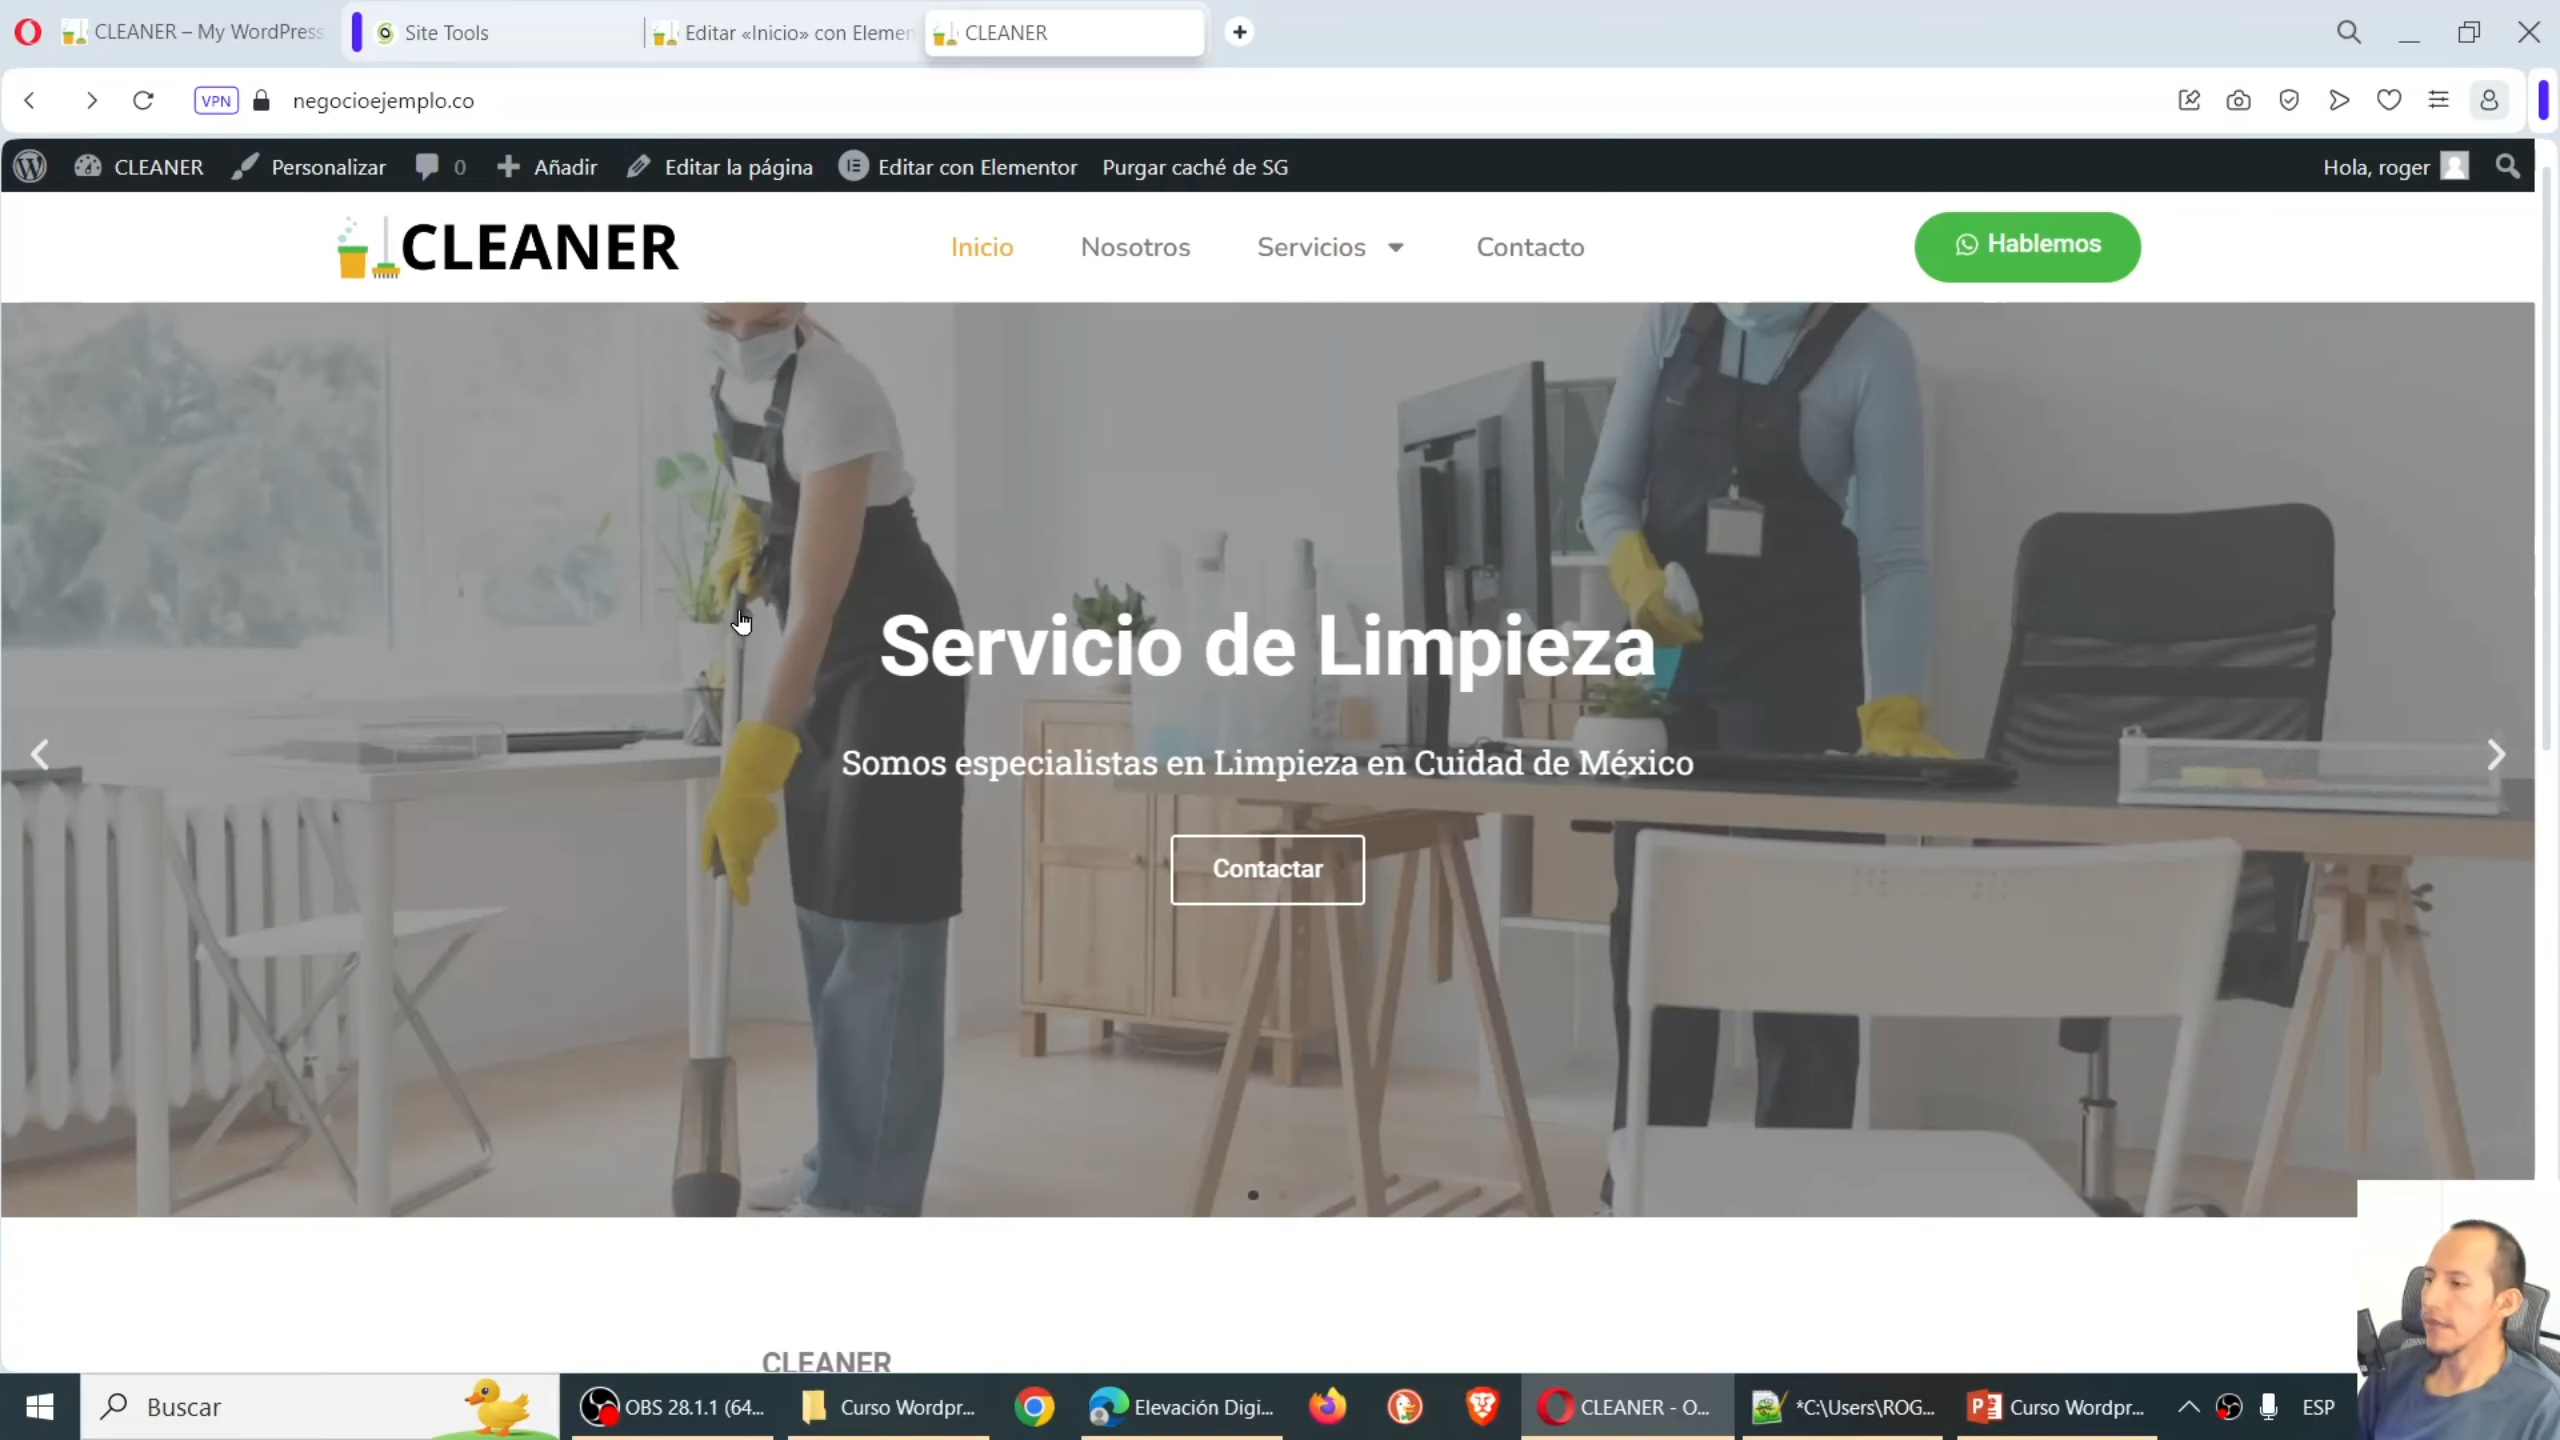 CLEANER – My WordPress
Site Tools
Editar «Inicio» con Elemen
CLEANER
VPN
negocioejemplo.co
CLEANER
Personalizar
0
Añadir
Editar la página
Editar con Elementor
Purgar caché de SG
Hola, roger
CLEANER
Inicio
Nosotros
Servicios
Contacto
Hablemos
Servicio de Limpieza
Somos especialistas en Limpieza en Cuidad de México
Contactar
CLEANER
Buscar
OBS 28.1.1 (64...
Curso Wordpr...
Elevación Digi...
CLEANER - O...
*C:\Users\ROG...
Curso Wordpr...
ESP